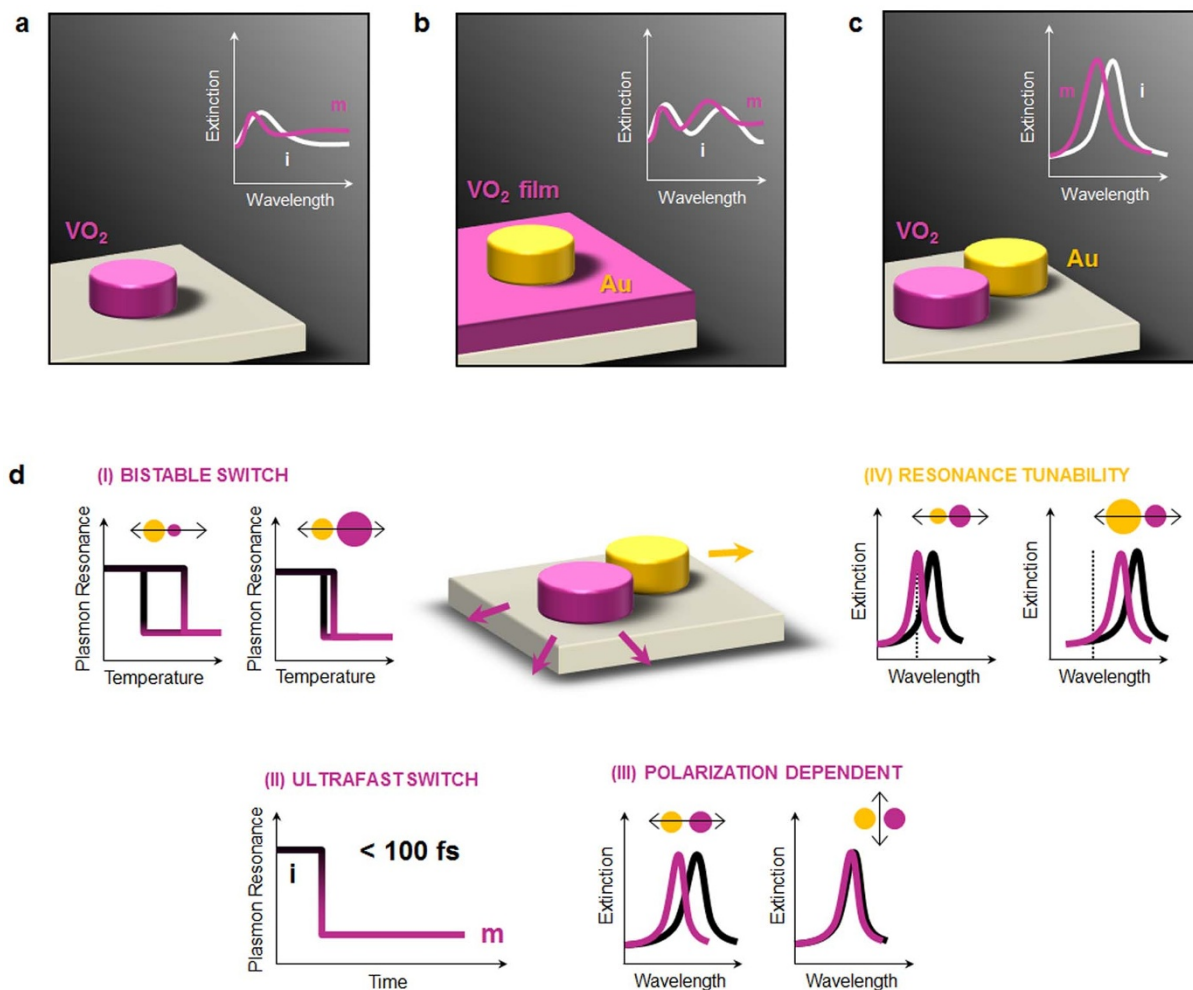 a
Extinction
m
i
Wavelength
VO₂
b
Extinction
m
i
Wavelength
VO₂ film
Au
c
Extinction
m
i
Wavelength
VO₂
Au
d
(I) BISTABLE SWITCH
Plasmon Resonance
Temperature
Plasmon Resonance
Temperature
(IV) RESONANCE TUNABILITY
Extinction
Wavelength
Extinction
Wavelength
(II) ULTRAFAST SWITCH
Plasmon Resonance
< 100 fs
i
m
Time
(III) POLARIZATION DEPENDENT
Extinction
Wavelength
Extinction
Wavelength